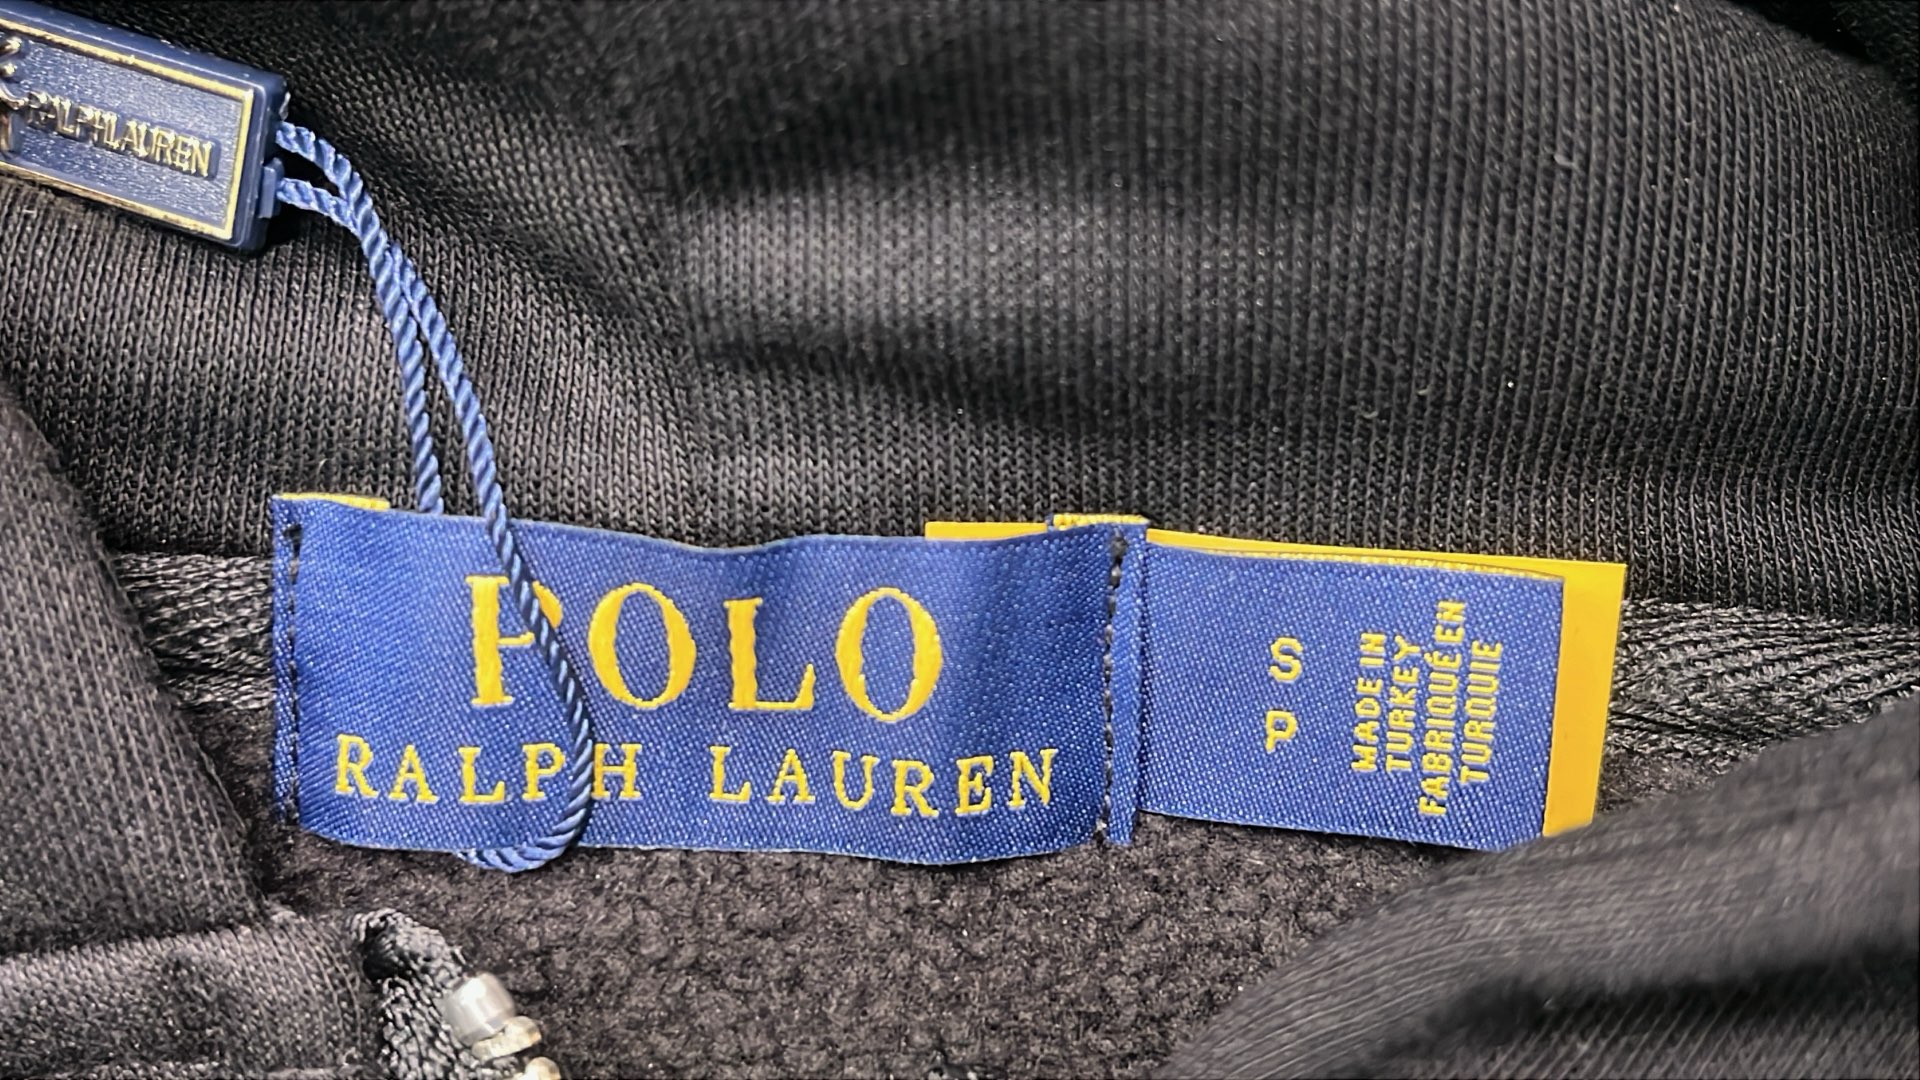 RALPH LAUREN
POLO
RALPH LAUREN
S
P
MADE IN
TURKEY
FABRIQUÉ EN
TURQUIE